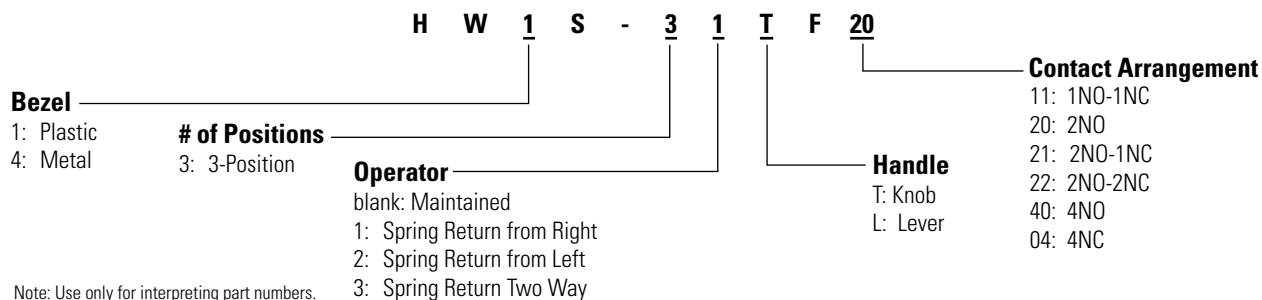 H W 1 S - 3 1 T F 20
Bezel
1: Plastic
4: Metal
# of Positions
3: 3-Position
Operator
blank: Maintained
1: Spring Return from Right
2: Spring Return from Left
3: Spring Return Two Way
Handle
T: Knob
L: Lever
Contact Arrangement
11: 1NO-1NC
20: 2NO
21: 2NO-1NC
22: 2NO-2NC
40: 4NO
04: 4NC
Note: Use only for interpreting part numbers.